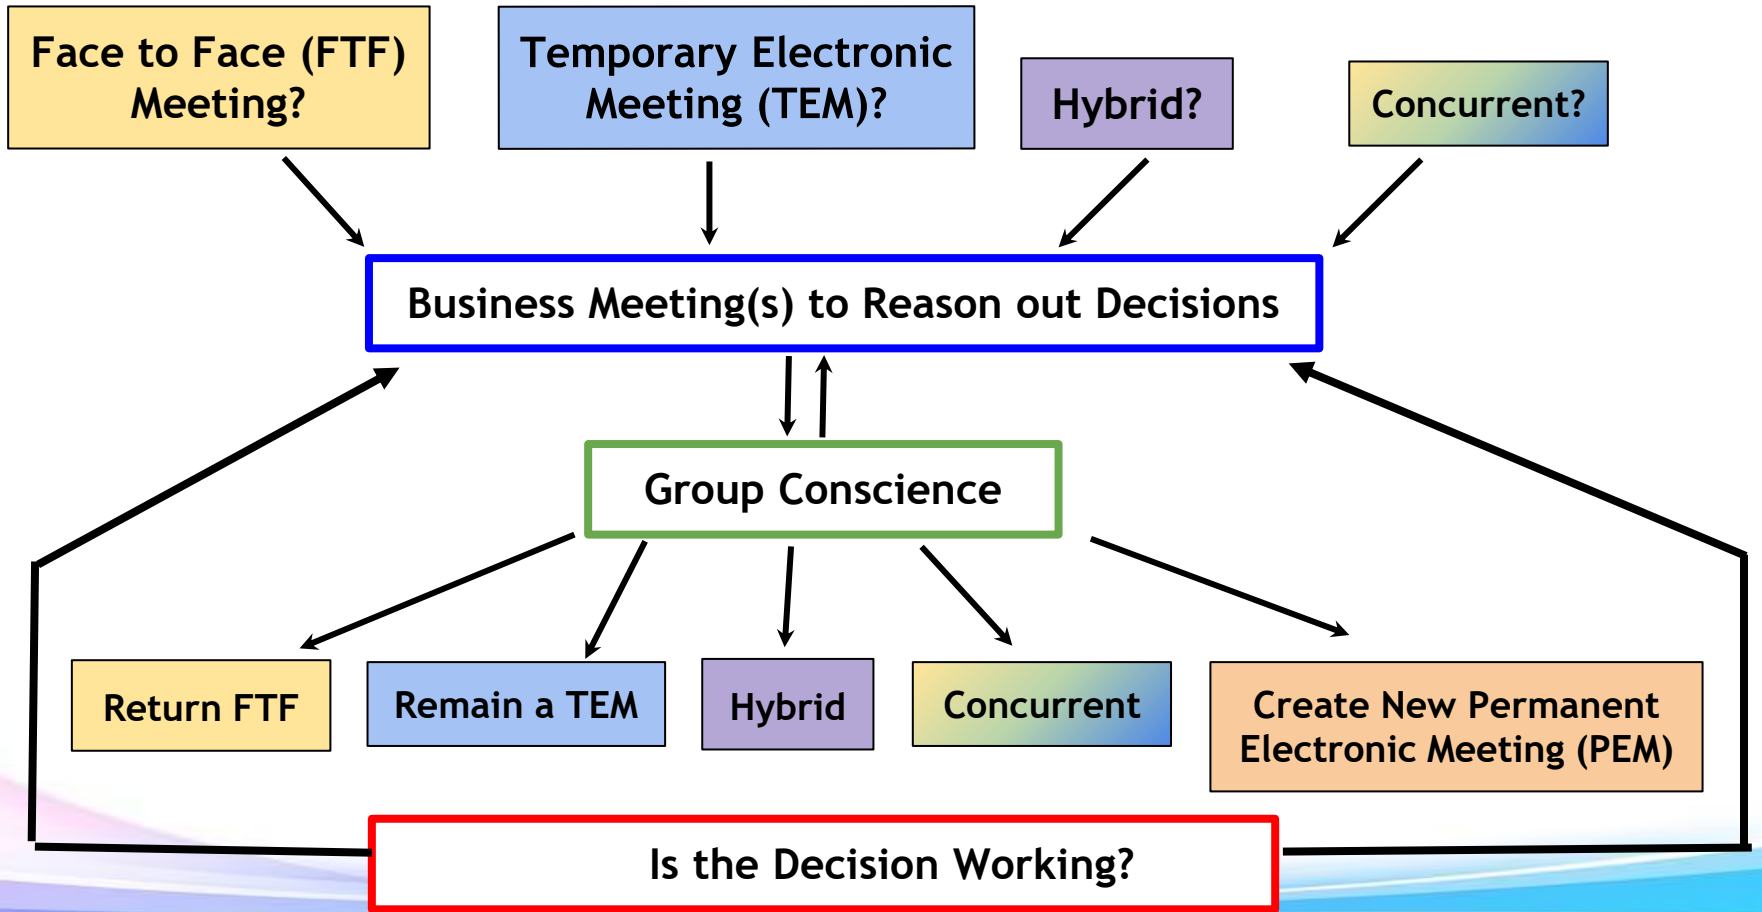 Face to Face (FTF)
Meeting?
Temporary Electronic
Meeting (TEM)?
Hybrid?
Concurrent?
Business Meeting(s) to Reason out Decisions
Group Conscience
Return FTF
Remain a TEM
Hybrid
Concurrent
Create New Permanent
Electronic Meeting (PEM)
Is the Decision Working?